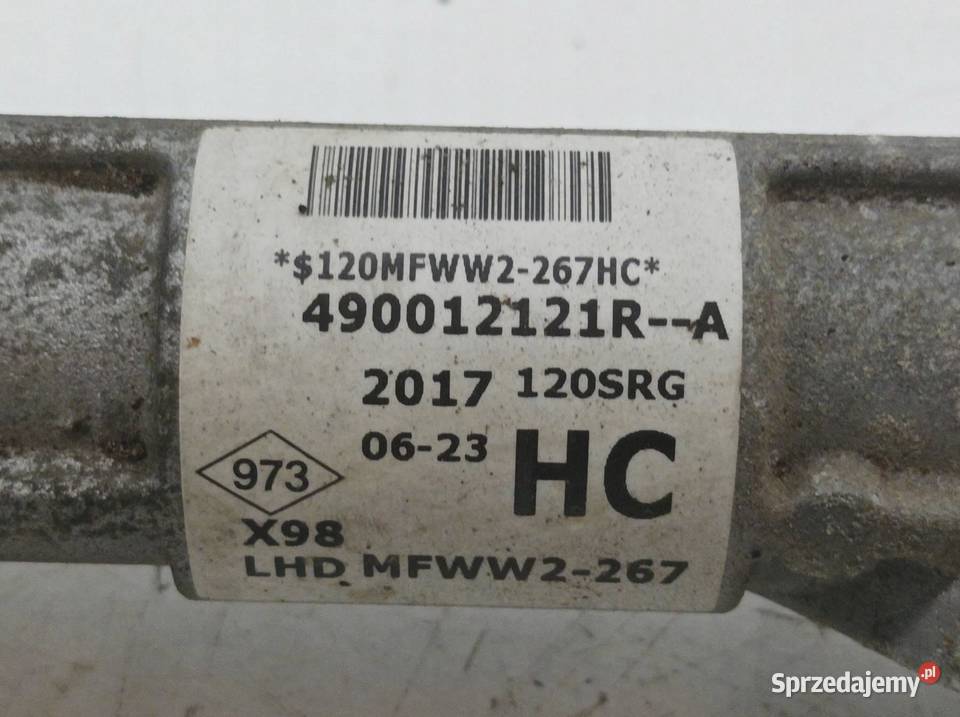 *$120MFWW2-267HC*
490012121R--A
2017 120SRG
06-23 HC
973
X98
LHD MFWW2-267
Sprzedajemy.pl